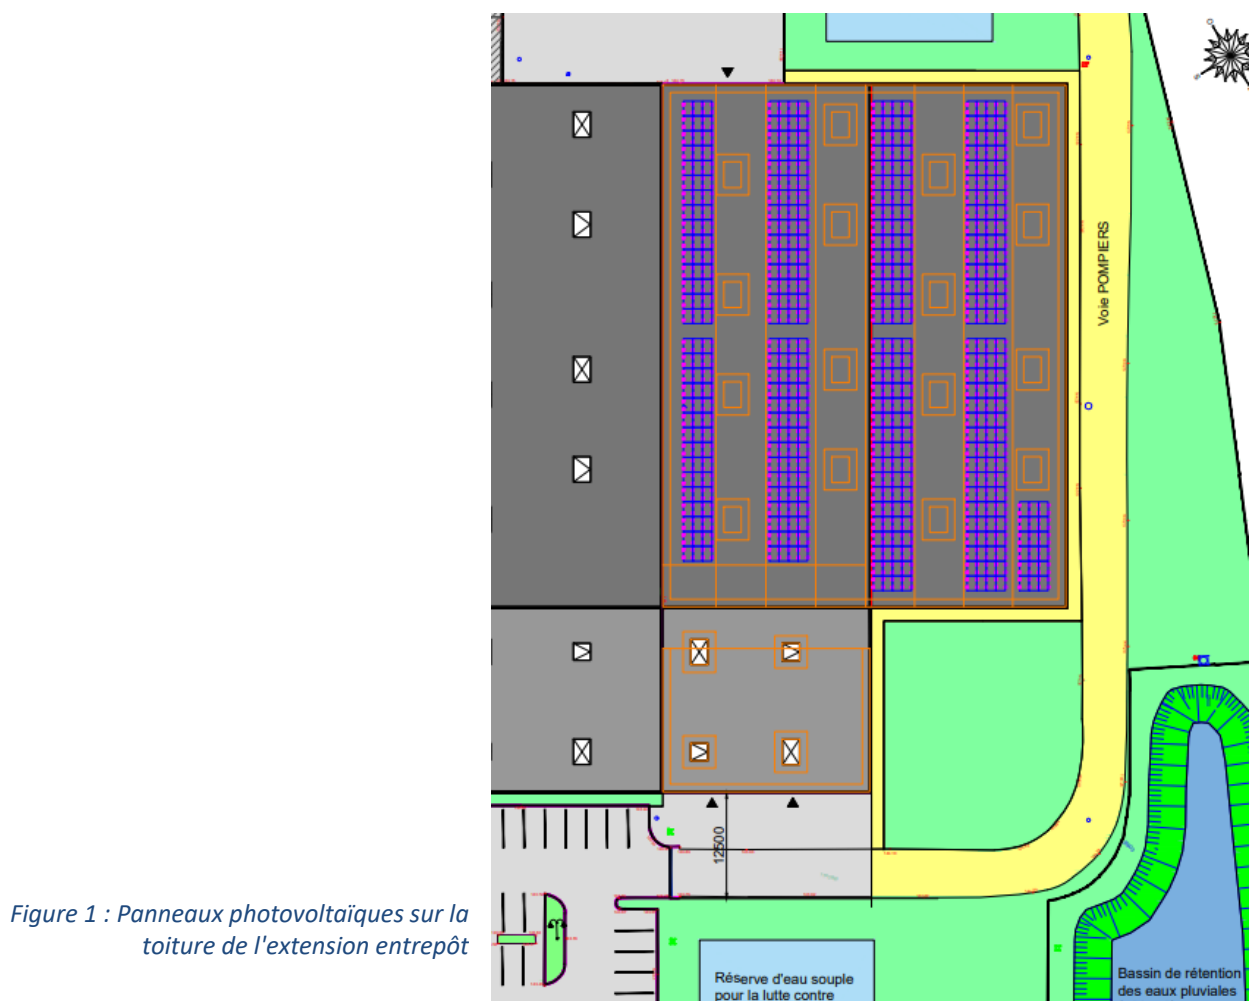 Voie POMPIERS
12500
Figure 1 : Panneaux photovoltaïques sur la
toiture de l'extension entrepôt
Réserve d'eau souple
pour la lutte contre
Bassin de rétention
des eaux pluviales